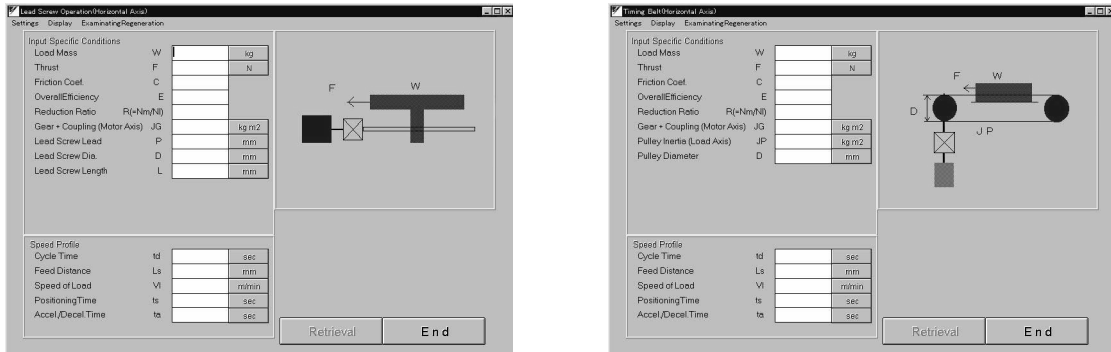 Lead Screw Operation(Horizontal Axis)
Settings Display ExaminatingRegeneration
Input Specific Conditions
Load Mass W kg
Thrust F N
Friction Coef. C
OverallEfficiency E
Reduction Ratio R(=Nm/Nl)
Gear + Coupling (Motor Axis) JG kg m2
Lead Screw Lead P mm
Lead Screw Dia. D mm
Lead Screw Length L mm
F W
Speed Profile
Cycle Time td sec
Feed Distance Ls mm
Speed of Load Vl m/min
PositioningTime ts sec
Accel./Decel.Time ta sec
Retrieval End
Timing Belt(Horizontal Axis)
Settings Display ExaminatingRegeneration
Input Specific Conditions
Load Mass W kg
Thrust F N
Friction Coef. C
OverallEfficiency E
Reduction Ratio R(=Nm/Nl)
Gear + Coupling (Motor Axis) JG kg m2
Pulley Inertia (Load Axis) JP kg m2
Pulley Diameter D mm
F W
D
J P
Speed Profile
Cycle Time td sec
Feed Distance Ls mm
Speed of Load Vl m/min
PositioningTime ts sec
Accel./Decel.Time ta sec
Retrieval End